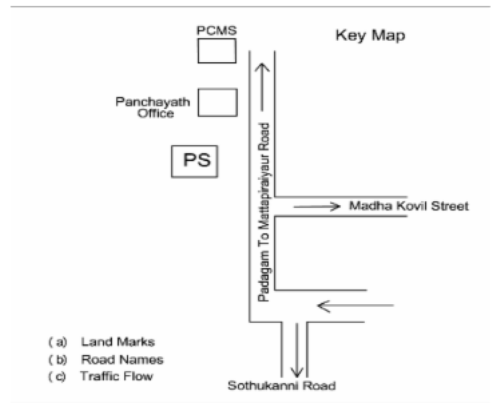 PCMS
Key Map
Panchayath
Office
PS
Padagam To Mattapiraiyaur Road
Madha Kovil Street
(a) Land Marks
(b) Road Names
(c) Traffic Flow
Sothukanni Road